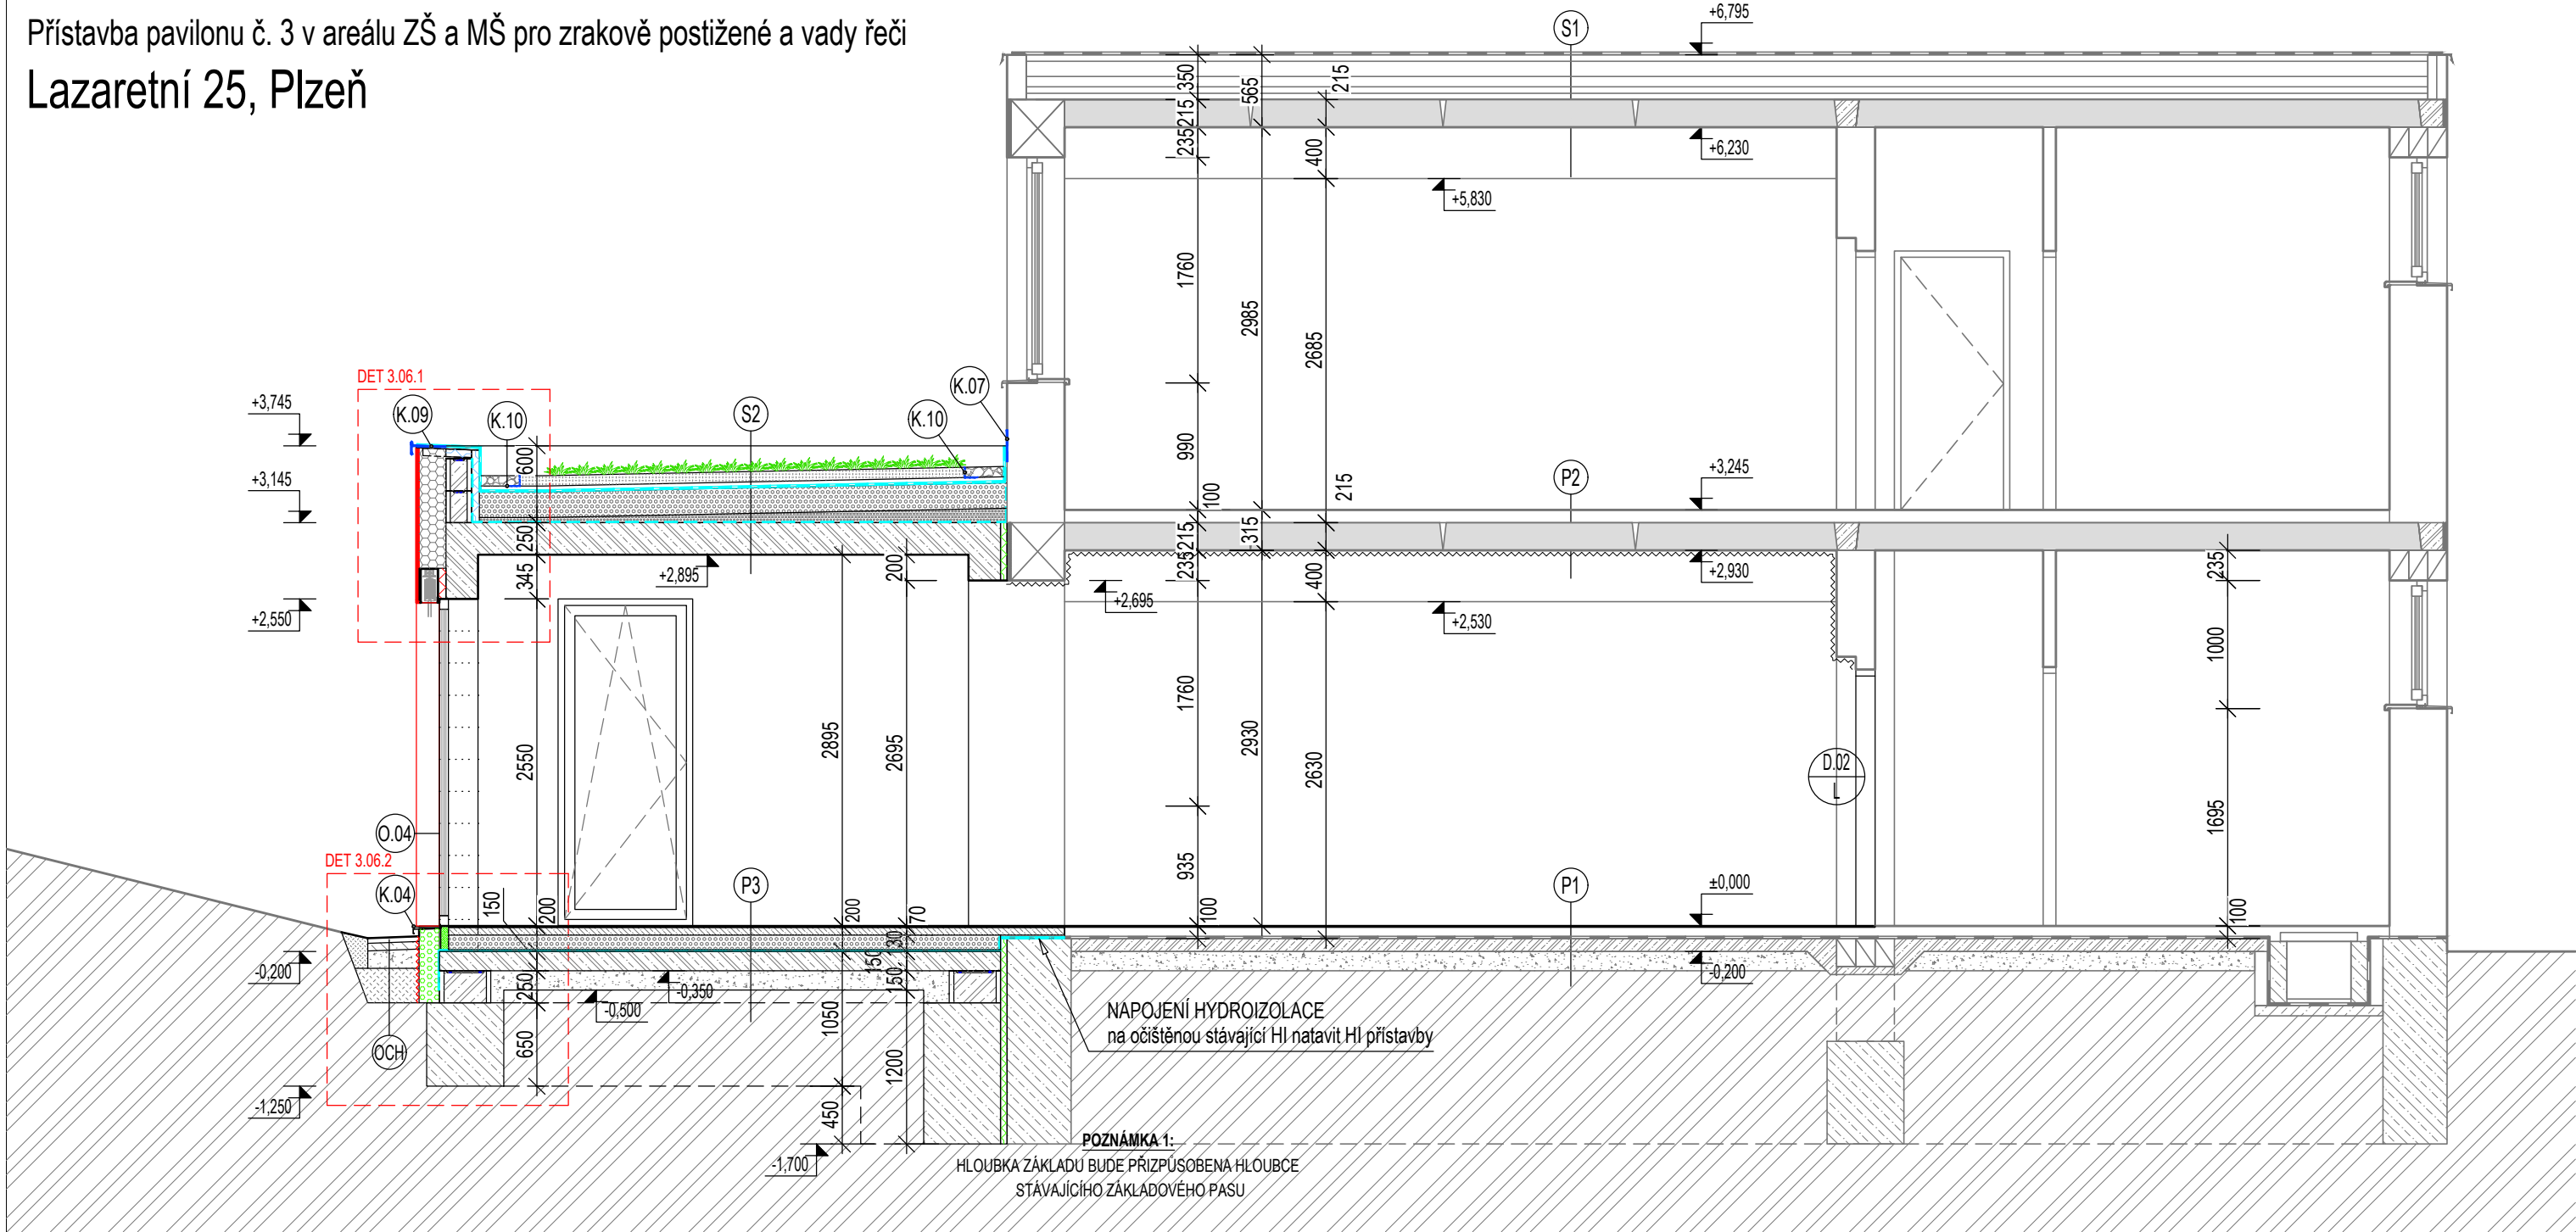 Přístavba pavilonu č. 3 v areálu ZŠ a MŠ pro zrakově postižené a vady řeči
Lazaretní 25, Plzeň
+6,795
S1
350
565
215
215
235
400
+6,230
+5,830
1760
2985
2685
DET 3.06.1
K.07
+3,745
K.09
K.10
S2
K.10
600
990
+3,145
P2
+3,245
100
215
250
215
315
235
345
+2,895
200
235
400
+2,930
+2,695
+2,550
+2,530
1000
1760
2550
2895
2695
2930
2630
D.02
L
1695
O.04
DET 3.06.2
K.04
150
200
P3
200
70
935
100
P1
±0,000
100
130
150
-0,200
250
-0,350
150
-0,200
-0,500
NAPOJENÍ HYDROIZOLACE
na očištěnou stávající HI natavit HI přístavby
OCH
650
1050
1200
-1,250
450
POZNÁMKA 1:
-1,700
HLOUBKA ZÁKLADU BUDE PŘIZPŮSOBENA HLOUBCE
STÁVAJÍCÍHO ZÁKLADOVÉHO PASU